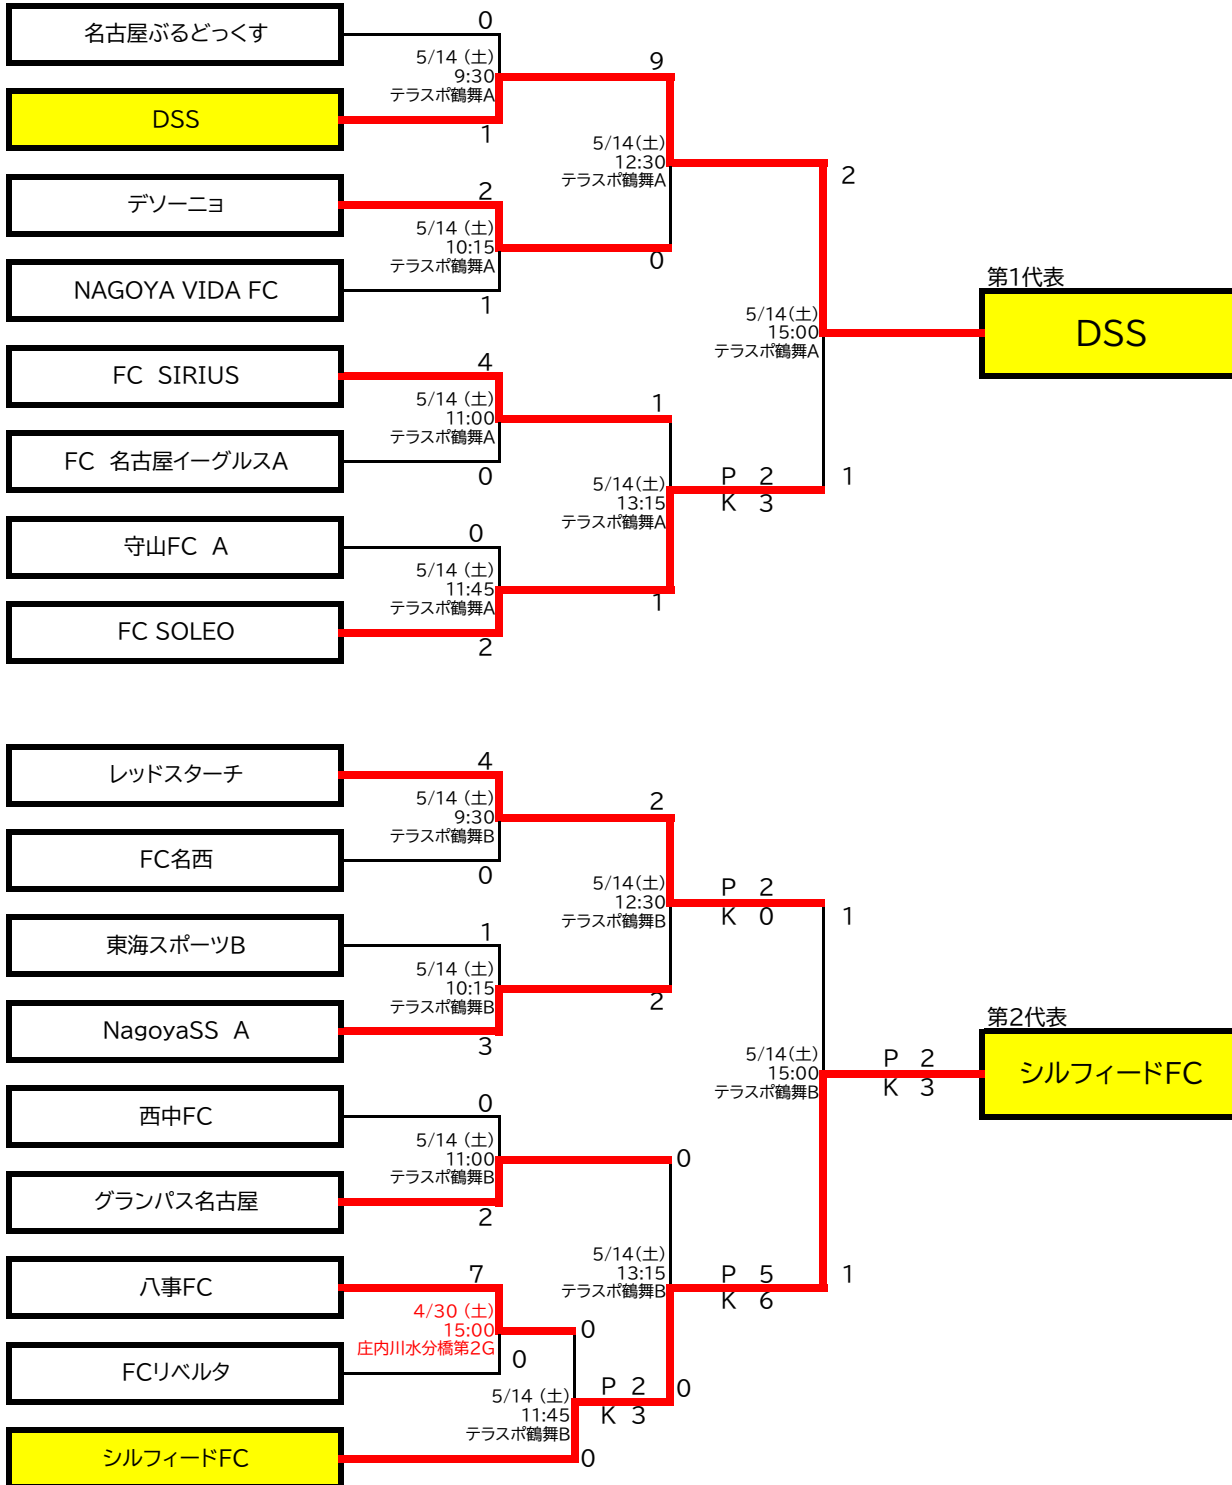 名古屋ぶるどっくす
0
5/14 (土)
9:30
テラスポ鶴舞A
DSS
1
9
5/14(土)
12:30
テラスポ鶴舞A
2
デソーニョ
2
5/14 (土)
10:15
テラスポ鶴舞A
0
NAGOYA VIDA FC
1
第1代表
DSS
5/14(土)
15:00
テラスポ鶴舞A
FC SIRIUS
4
5/14 (土)
11:00
テラスポ鶴舞A
1
FC 名古屋イーグルスA
0
5/14(土)
13:15
テラスポ鶴舞A
P 2
K 3
1
守山FC A
0
5/14 (土)
11:45
テラスポ鶴舞A
1
FC SOLEO
2
レッドスターチ
4
5/14 (土)
9:30
テラスポ鶴舞B
2
FC名西
0
5/14(土)
12:30
テラスポ鶴舞B
P 2
K 0
1
東海スポーツB
1
5/14 (土)
10:15
テラスポ鶴舞B
2
NagoyaSS A
3
第2代表
シルフィードFC
5/14(土)
15:00
テラスポ鶴舞B
P 2
K 3
西中FC
0
5/14 (土)
11:00
テラスポ鶴舞B
0
グランパス名古屋
2
5/14(土)
13:15
テラスポ鶴舞B
P 5
K 6
1
八事FC
7
4/30 (土)
15:00
庄内川水分橋第2G
0
FCリベルタ
0
5/14 (土)
11:45
テラスポ鶴舞B
P 2
K 3
0
シルフィードFC
0